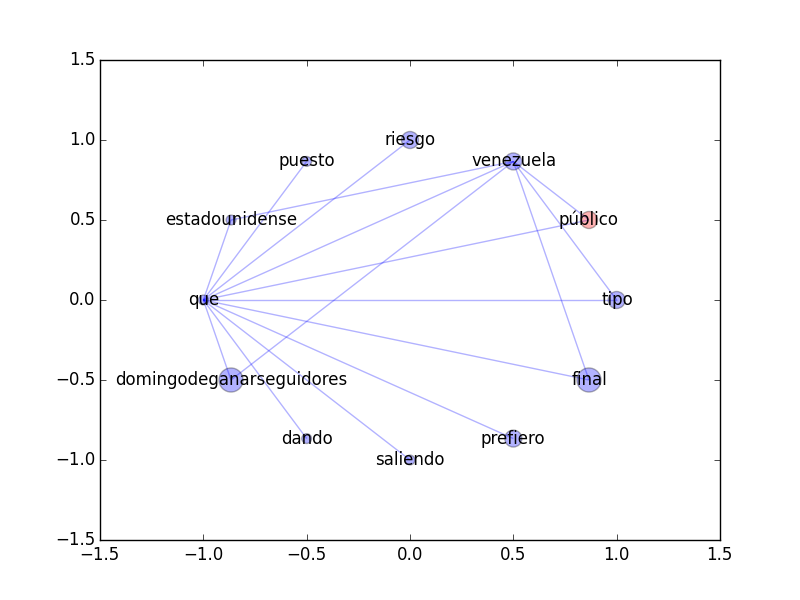 1.5
riesgo
puesto
venezuela
1.0
estadounidense
público
0.5
que
tipo
0.0
domingodeganarseguidores
final
−0.5
dando
prefiero
saliendo
−1.0
−1.5
−1.5 −1.0 −0.5 0.0 0.5 1.0 1.5